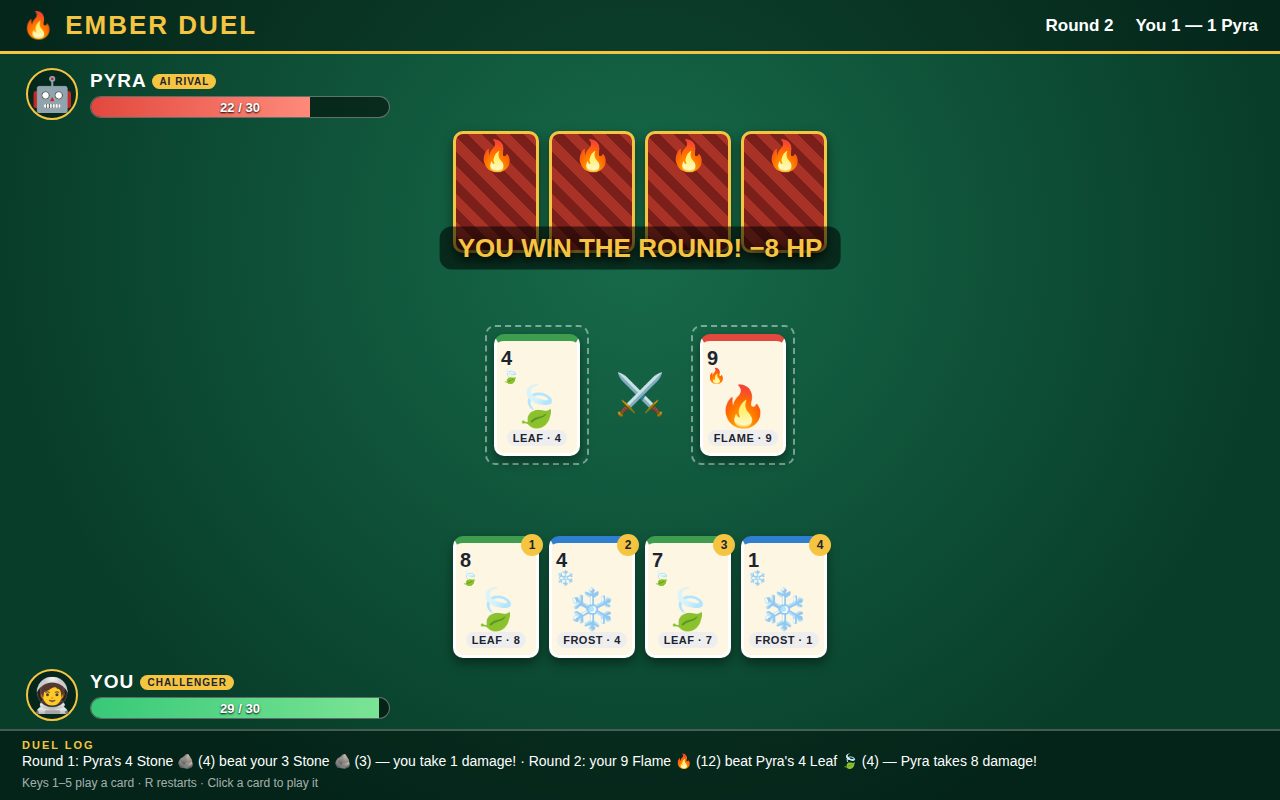 🔥 EMBER DUEL
Round 2 You 1 — 1 Pyra
PYRA AI RIVAL
22 / 30
YOU WIN THE ROUND! −8 HP
4
LEAF · 4
9
FLAME · 9
1
8
LEAF · 8
2
4
FROST · 4
3
7
LEAF · 7
4
1
FROST · 1
YOU CHALLENGER
29 / 30
DUEL LOG
Round 1: Pyra's 4 Stone 🪨 (4) beat your 3 Stone 🪨 (3) — you take 1 damage! · Round 2: your 9 Flame 🔥 (12) beat Pyra's 4 Leaf 🍃 (4) — Pyra takes 8 damage!
Keys 1–5 play a card · R restarts · Click a card to play it